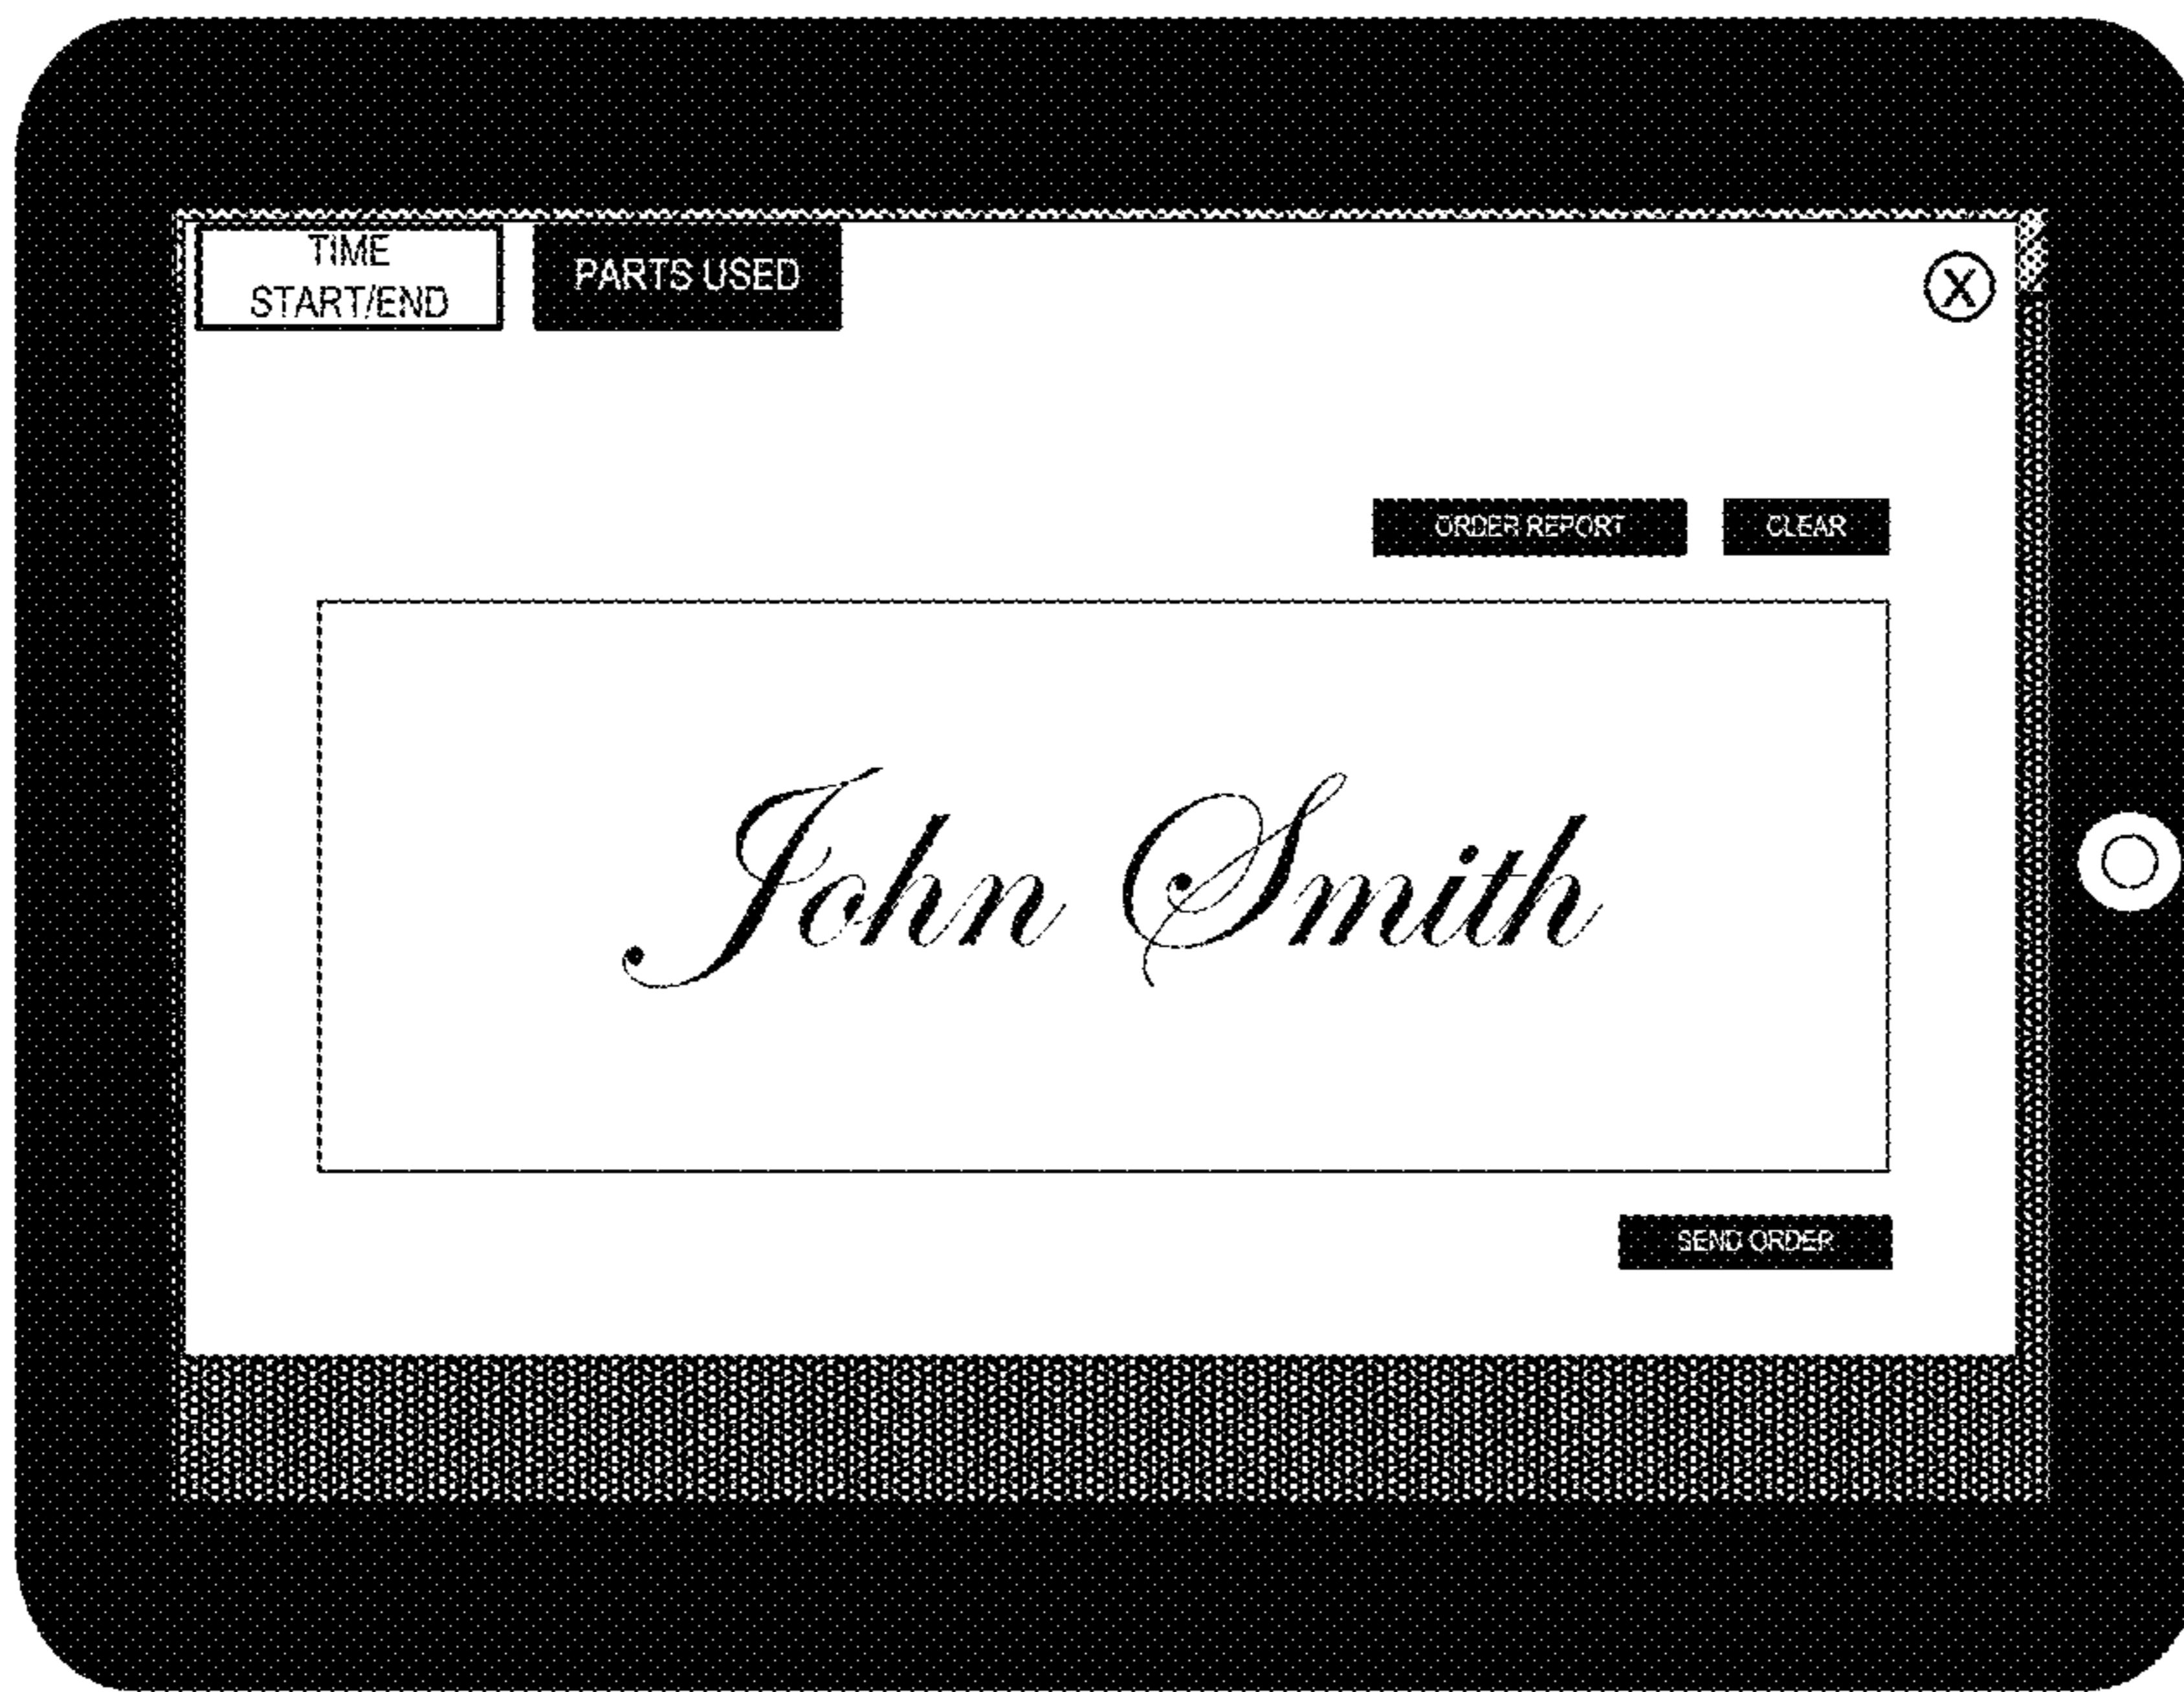 TIME
START/END
PARTS USED
X
ORDER REPORT
CLEAR
John Smith
SEND ORDER